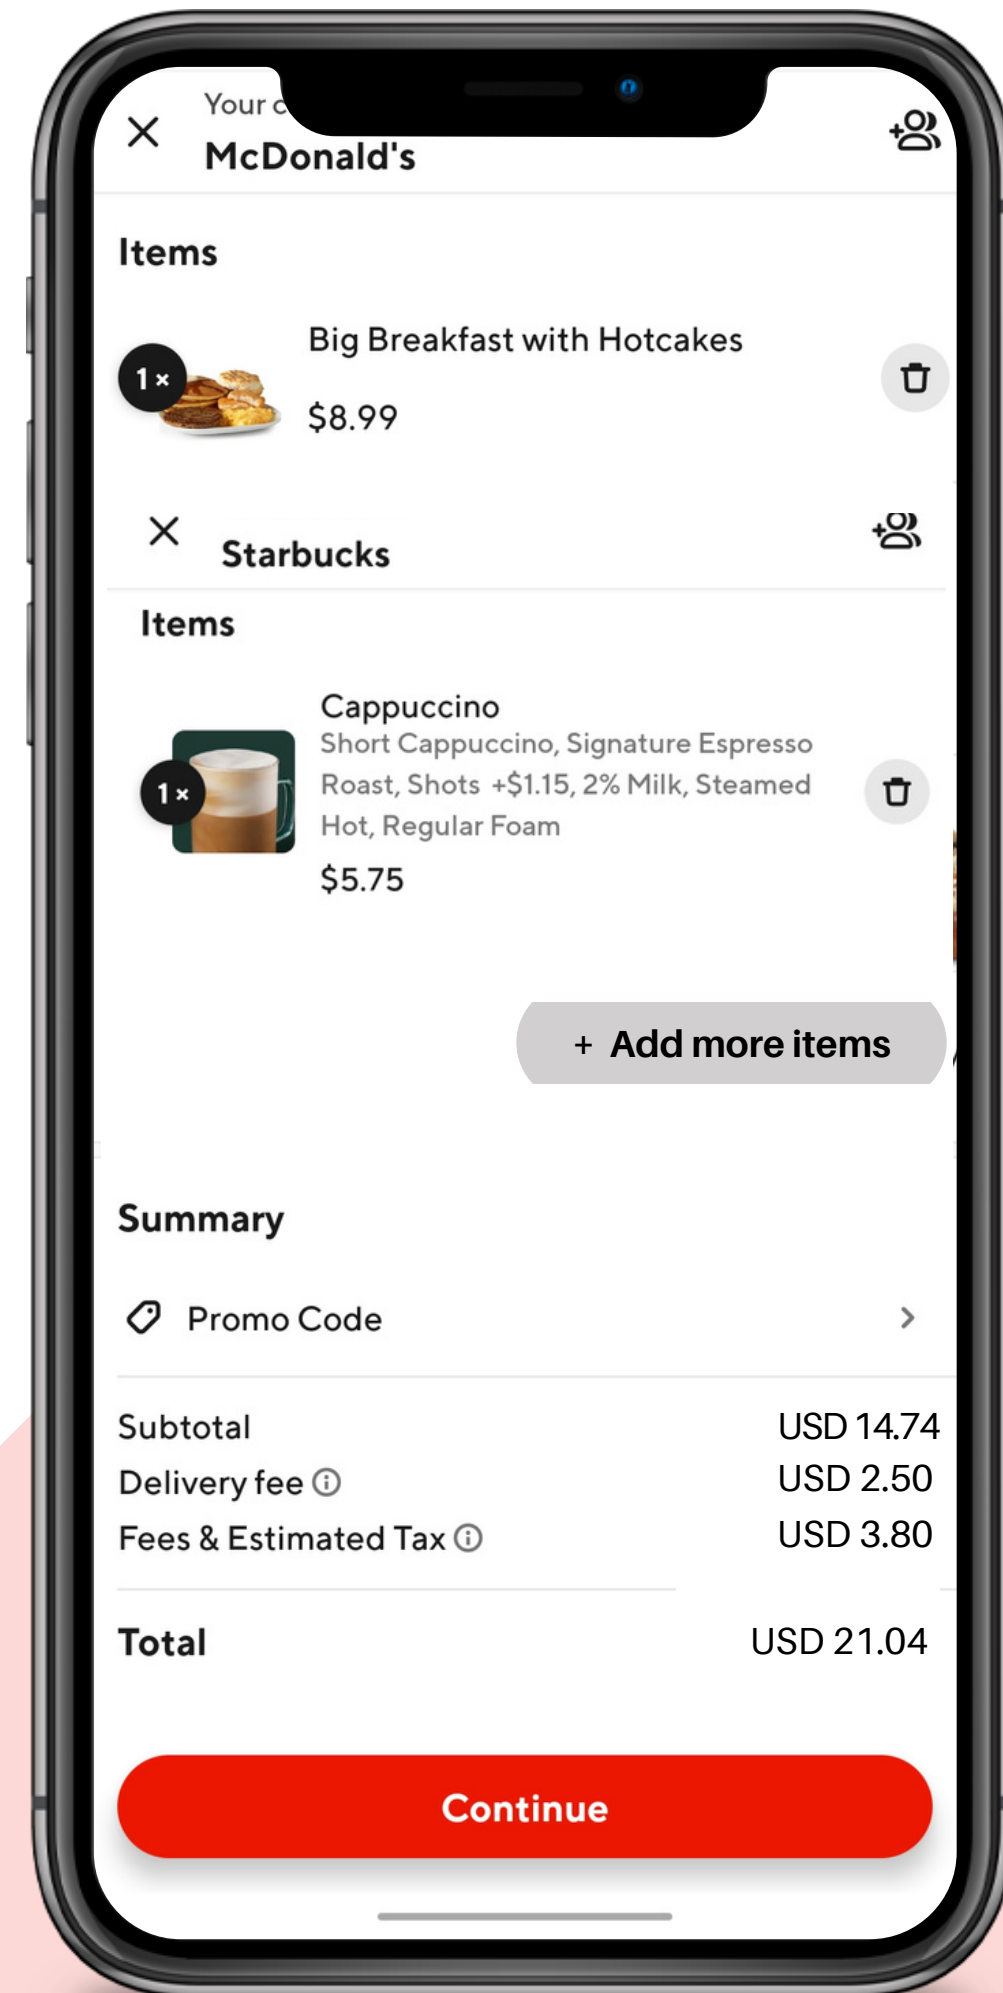 Your c
McDonald's
Items
1 ×
Big Breakfast with Hotcakes
$8.99
Starbucks
Items
1 ×
Cappuccino
Short Cappuccino, Signature Espresso
Roast, Shots +$1.15, 2% Milk, Steamed
Hot, Regular Foam
$5.75
+ Add more items
Summary
Promo Code
Subtotal USD 14.74
Delivery fee USD 2.50
Fees & Estimated Tax USD 3.80
Total USD 21.04
Continue